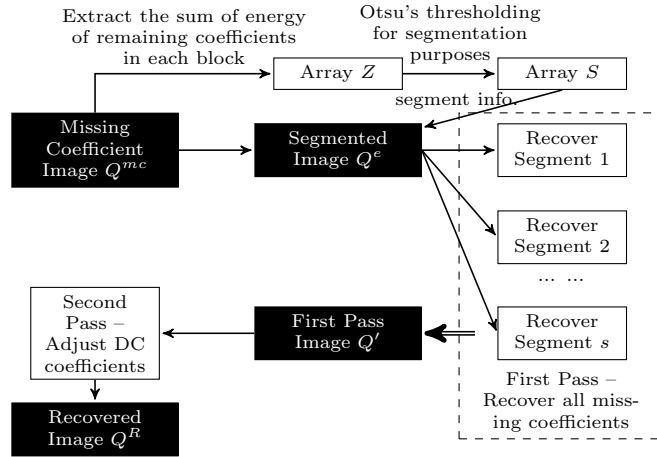 Extract the sum of energy
of remaining coefficients
in each block
Otsu's thresholding
for segmentation
purposes
Array Z
Array S
segment info.
Missing
Coefficient
Image Q^{mc}
Segmented
Image Q^{e}
Recover
Segment 1
Recover
Segment 2
... ...
Recover
Segment s
First Pass
Image Q'
Second
Pass –
Adjust DC
coefficients
First Pass –
Recover all miss-
ing coefficients
Recovered
Image Q^{R}